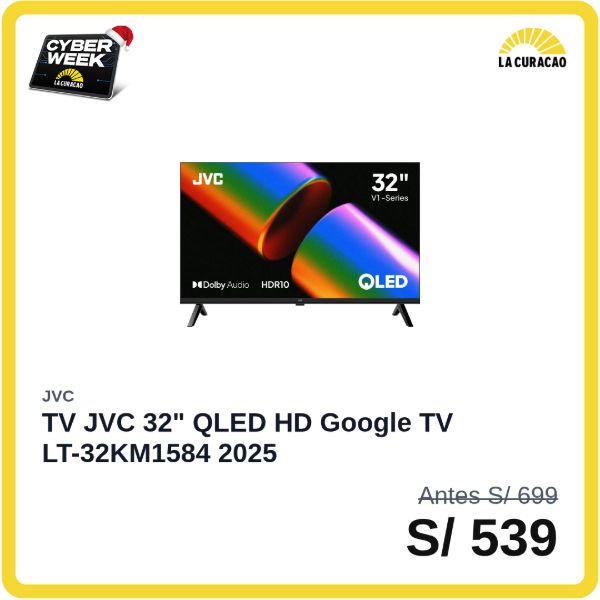 CYBER
WEEK
LA CURACAO
LA CURACAO
JVC
32"
V1-Series
Dolby Audio
HDR10
QLED
JVC
TV JVC 32" QLED HD Google TV
LT-32KM1584 2025
Antes S/ 699
S/ 539